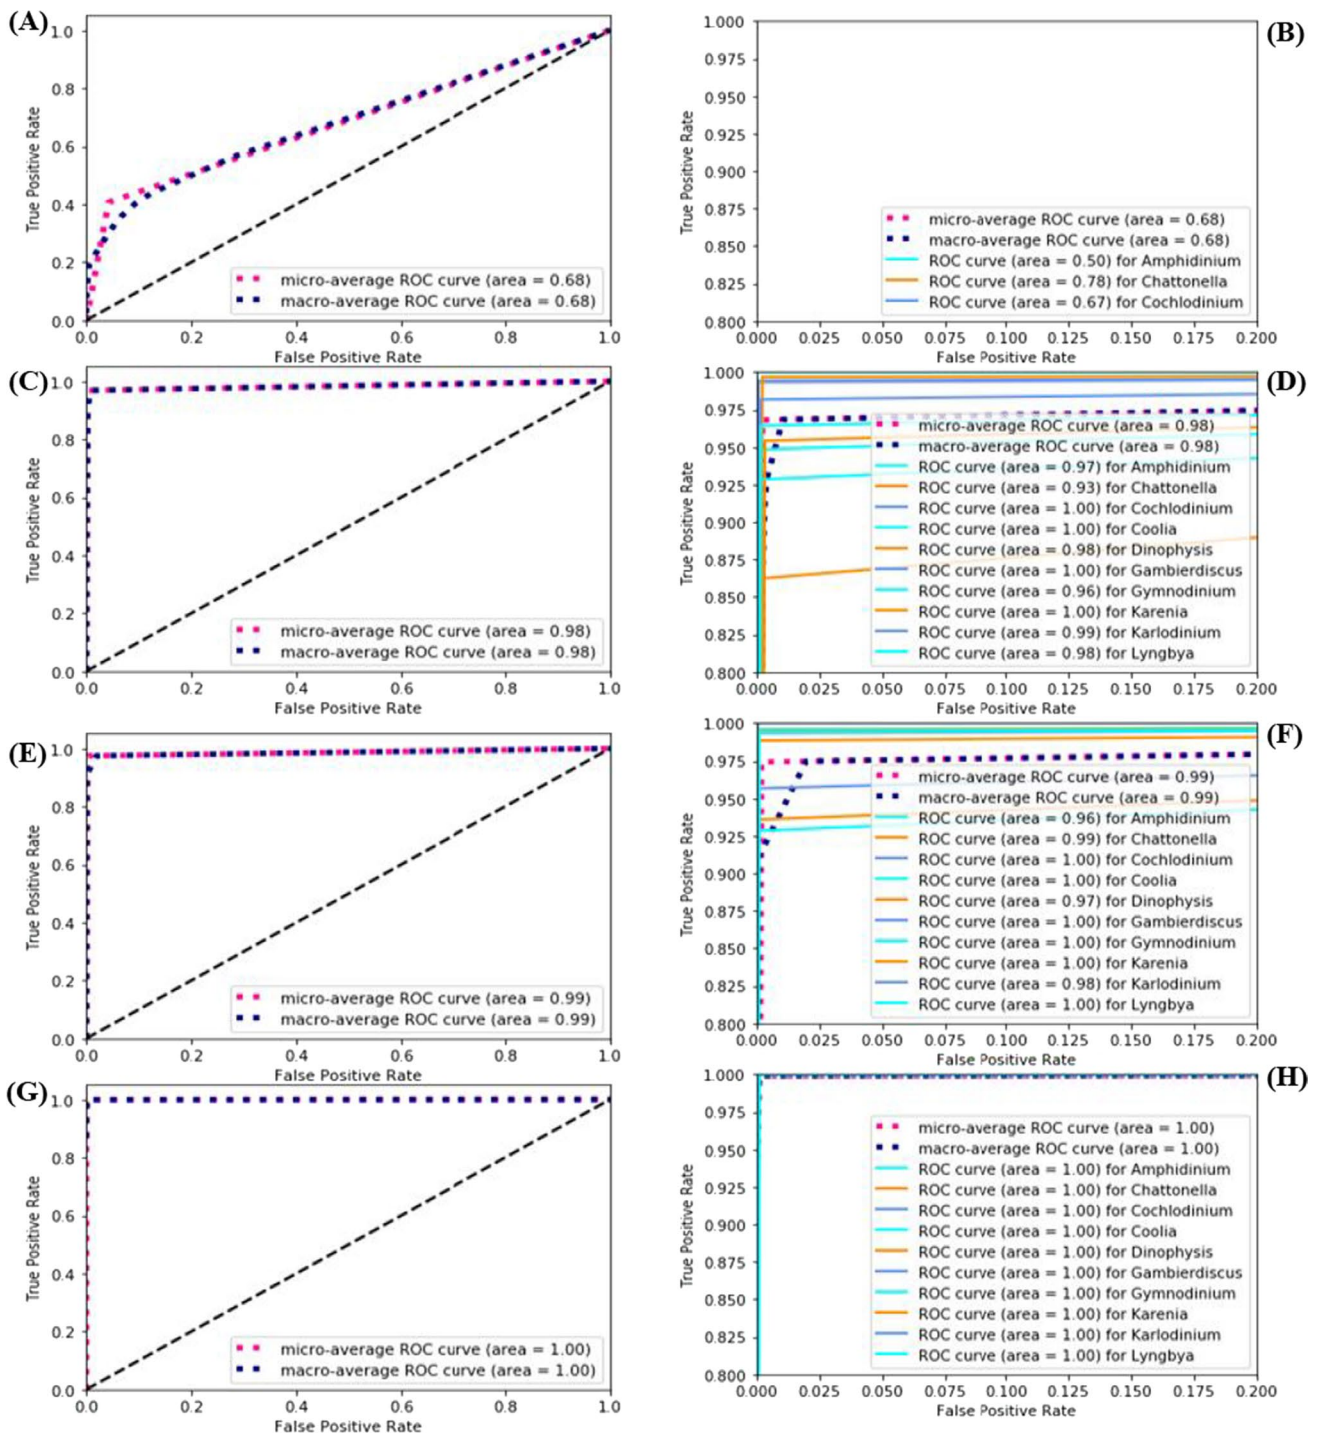 (A)
1.0
0.8
0.6
0.4
0.2
0.0
True Positive Rate
micro-average ROC curve (area = 0.68)
macro-average ROC curve (area = 0.68)
0.0 0.2 0.4 0.6 0.8 1.0
False Positive Rate
(B)
1.000
0.975
0.950
0.925
0.900
0.875
0.850
0.825
0.800
True Positive Rate
micro-average ROC curve (area = 0.68)
macro-average ROC curve (area = 0.68)
ROC curve (area = 0.50) for Amphidinium
ROC curve (area = 0.78) for Chattonella
ROC curve (area = 0.67) for Cochlodinium
0.000 0.025 0.050 0.075 0.100 0.125 0.150 0.175 0.200
False Positive Rate
(C)
1.0
0.8
0.6
0.4
0.2
0.0
True Positive Rate
micro-average ROC curve (area = 0.98)
macro-average ROC curve (area = 0.98)
0.0 0.2 0.4 0.6 0.8 1.0
False Positive Rate
(D)
1.000
0.975
0.950
0.925
0.900
0.875
0.850
0.825
0.800
True Positive Rate
micro-average ROC curve (area = 0.98)
macro-average ROC curve (area = 0.98)
ROC curve (area = 0.97) for Amphidinium
ROC curve (area = 0.93) for Chattonella
ROC curve (area = 1.00) for Cochlodinium
ROC curve (area = 1.00) for Coolia
ROC curve (area = 0.98) for Dinophysis
ROC curve (area = 1.00) for Gambierdiscus
ROC curve (area = 0.96) for Gymnodinium
ROC curve (area = 1.00) for Karenia
ROC curve (area = 0.99) for Karlodinium
ROC curve (area = 0.98) for Lyngbya
0.000 0.025 0.050 0.075 0.100 0.125 0.150 0.175 0.200
False Positive Rate
(E)
1.0
0.8
0.6
0.4
0.2
0.0
True Positive Rate
micro-average ROC curve (area = 0.99)
macro-average ROC curve (area = 0.99)
0.0 0.2 0.4 0.6 0.8 1.0
False Positive Rate
(F)
1.000
0.975
0.950
0.925
0.900
0.875
0.850
0.825
0.800
True Positive Rate
micro-average ROC curve (area = 0.99)
macro-average ROC curve (area = 0.99)
ROC curve (area = 0.96) for Amphidinium
ROC curve (area = 0.99) for Chattonella
ROC curve (area = 1.00) for Cochlodinium
ROC curve (area = 1.00) for Coolia
ROC curve (area = 0.97) for Dinophysis
ROC curve (area = 1.00) for Gambierdiscus
ROC curve (area = 1.00) for Gymnodinium
ROC curve (area = 1.00) for Karenia
ROC curve (area = 0.98) for Karlodinium
ROC curve (area = 1.00) for Lyngbya
0.000 0.025 0.050 0.075 0.100 0.125 0.150 0.175 0.200
False Positive Rate
(G)
1.0
0.8
0.6
0.4
0.2
0.0
True Positive Rate
micro-average ROC curve (area = 1.00)
macro-average ROC curve (area = 1.00)
0.0 0.2 0.4 0.6 0.8 1.0
False Positive Rate
(H)
1.000
0.975
0.950
0.925
0.900
0.875
0.850
0.825
0.800
True Positive Rate
micro-average ROC curve (area = 1.00)
macro-average ROC curve (area = 1.00)
ROC curve (area = 1.00) for Amphidinium
ROC curve (area = 1.00) for Chattonella
ROC curve (area = 1.00) for Cochlodinium
ROC curve (area = 1.00) for Coolia
ROC curve (area = 1.00) for Dinophysis
ROC curve (area = 1.00) for Gambierdiscus
ROC curve (area = 1.00) for Gymnodinium
ROC curve (area = 1.00) for Karenia
ROC curve (area = 1.00) for Karlodinium
ROC curve (area = 1.00) for Lyngbya
0.000 0.025 0.050 0.075 0.100 0.125 0.150 0.175 0.200
False Positive Rate